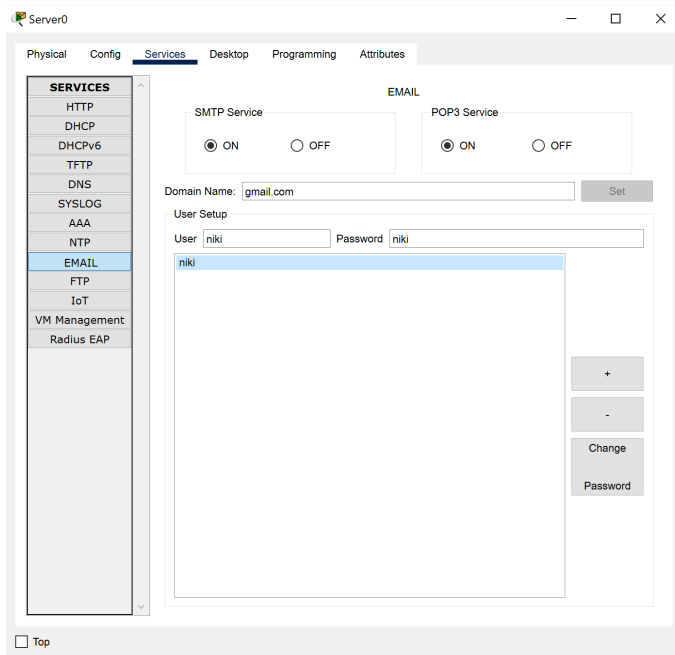 Server0
Physical Config Services Desktop Programming Attributes
SERVICES
HTTP
DHCP
DHCPv6
TFTP
DNS
SYSLOG
AAA
NTP
EMAIL
FTP
IoT
VM Management
Radius EAP
EMAIL
SMTP Service
ON OFF
POP3 Service
ON OFF
Domain Name: gmail.com Set
User Setup
User niki Password niki
niki
+
-
Change
Password
Top